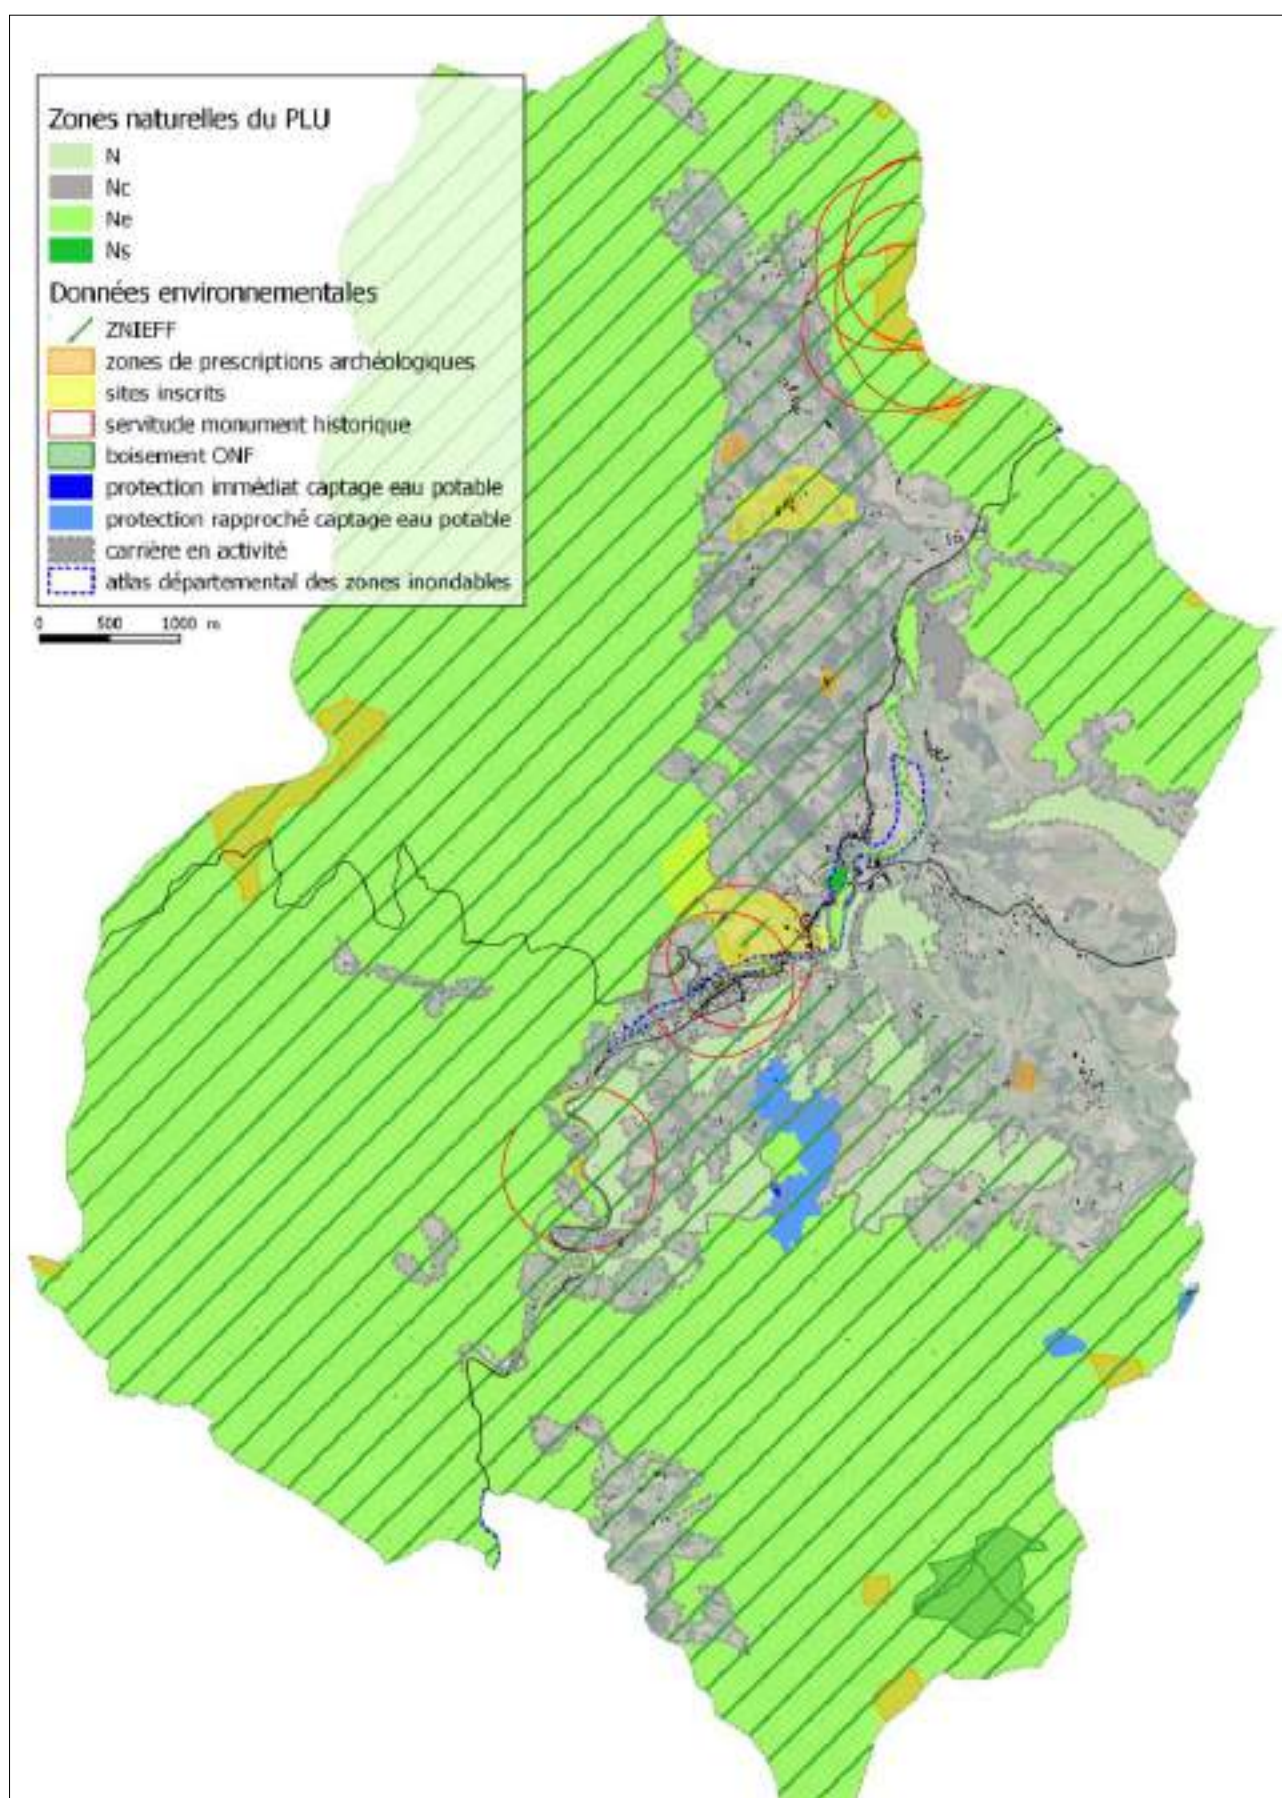 Zones naturelles du PLU
N
Nc
Ne
Ns
Données environnementales
ZNIEFF
zones de prescriptions archéologiques
sites inscrits
servitude monument historique
boisement ONF
protection immédiat captage eau potable
protection rapproché captage eau potable
carrière en activité
atlas départemental des zones inondables
0 500 1000 m